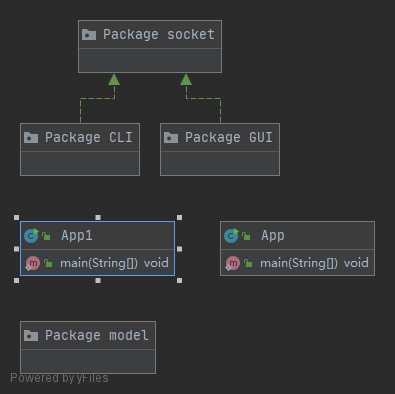 Package socket
Package CLI
Package GUI
App1
main(String[]) void
App
main(String[]) void
Package model
Powered by yFiles